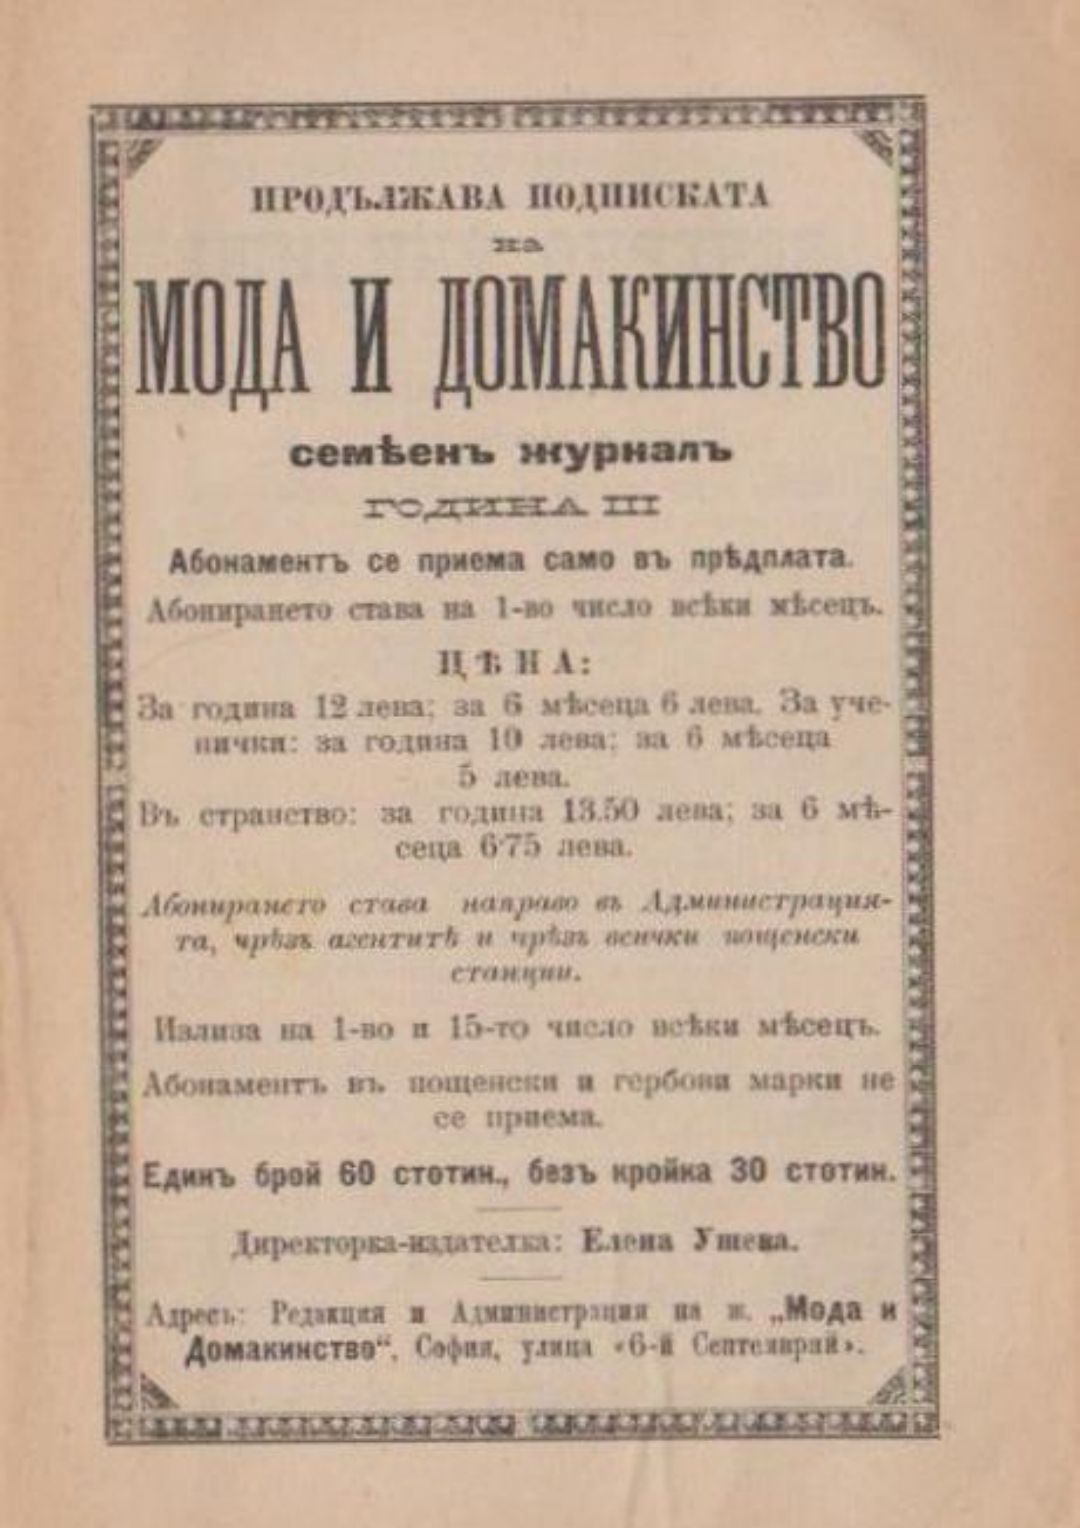 ПРОДЪЛЖАВА ПОДПИСКАТА
на
МОДА И ДОМАКИНСТВО
семѣенъ журналъ
ГОДИНА III
Абонаментъ се приема само въ прѣдплата.
Абонирането става на 1-во число всѣки мѣсецъ.
ЦѢНА:
За година 12 лева; за 6 мѣсеца 6 лева. За уче-
нички: за година 10 лева; за 6 мѣсеца
5 лева.
Въ странство: за година 13.50 лева; за 6 мѣ-
сеца 6·75 лева.
Абонирането става направо въ Администрация-
та, чрѣзъ агентитѣ и чрѣзъ всички пощенски
станции.
Излиза на 1-во и 15-то число всѣки мѣсецъ.
Абонаментъ въ пощенски и гербови марки не
се приема.
Единъ брой 60 стотин., безъ кройка 30 стотин.
Директорка-издателка: Елена Ушева.
Адресъ: Редакция и Администрация на ж. „Мода и
Домакинство“, София, улица «6-й Септемврий».